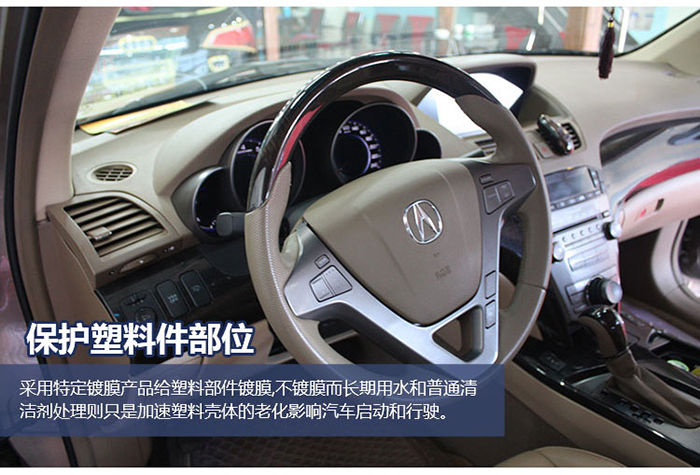 保护塑料件部位
采用特定镀膜产品给塑料部件镀膜,不镀膜而长期用水和普通清
洁剂处理则只是加速塑料壳体的老化影响汽车启动和行驶。